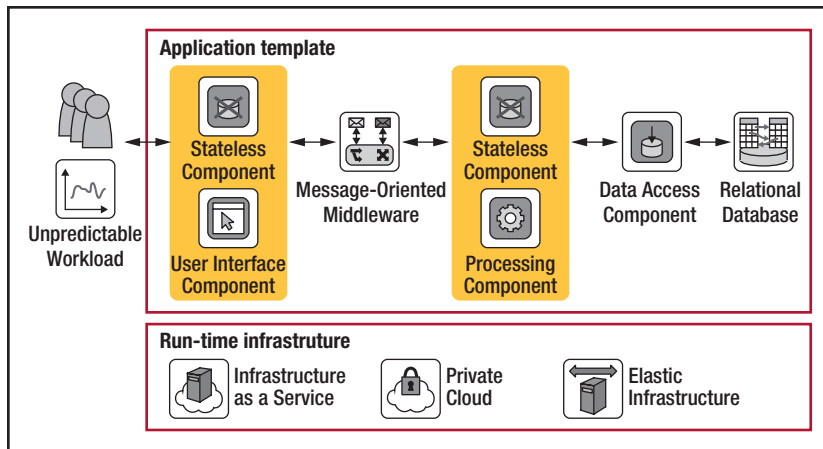 Application template
Stateless
Component
Stateless
Component
Message-Oriented
Middleware
Data Access
Component
Relational
Database
Unpredictable
Workload
User Interface
Component
Processing
Component
Run-time infrastruture
Infrastructure
as a Service
Private
Cloud
Elastic
Infrastructure